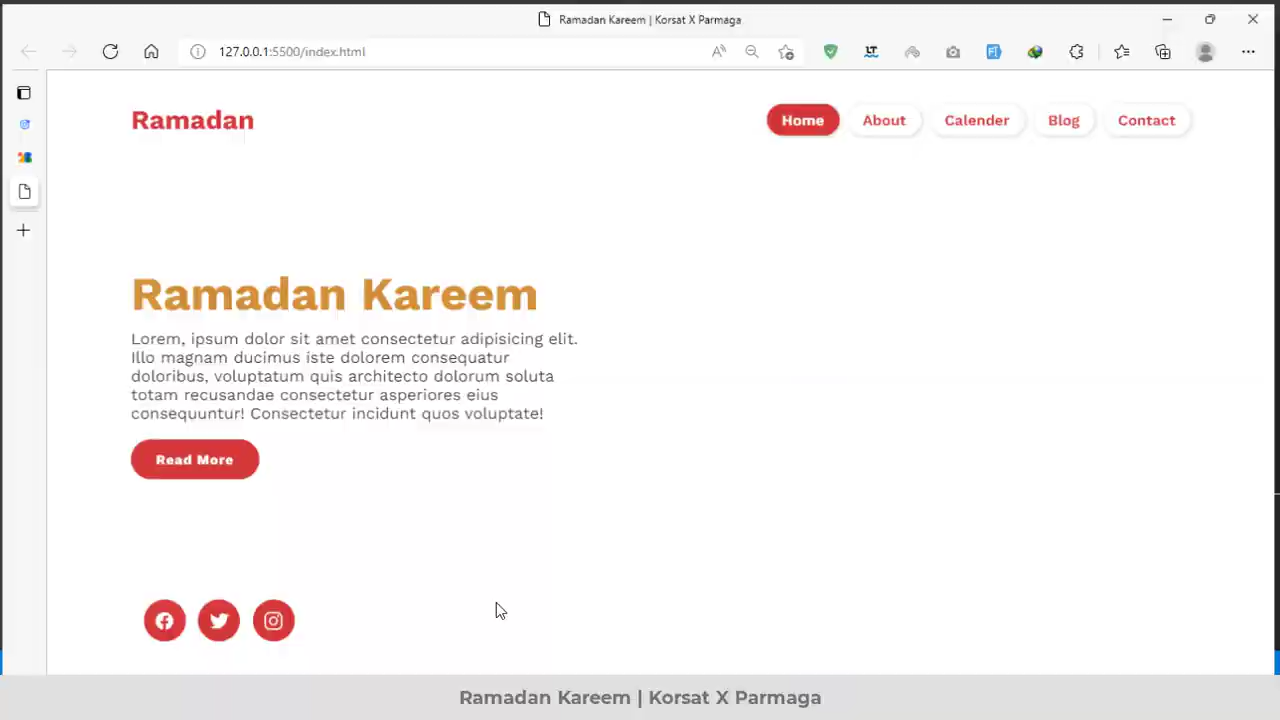 Ramadan Kareem | Korsat X Parmaga
127.0.0.1:5500/index.html
Ramadan
Home About Calender Blog Contact
Ramadan Kareem
Lorem, ipsum dolor sit amet consectetur adipisicing elit.
Illo magnam ducimus iste dolorem consequatur
doloribus, voluptatum quis architecto dolorum soluta
totam recusandae consectetur asperiores eius
consequuntur! Consectetur incidunt quos voluptate!
Read More
Ramadan Kareem | Korsat X Parmaga